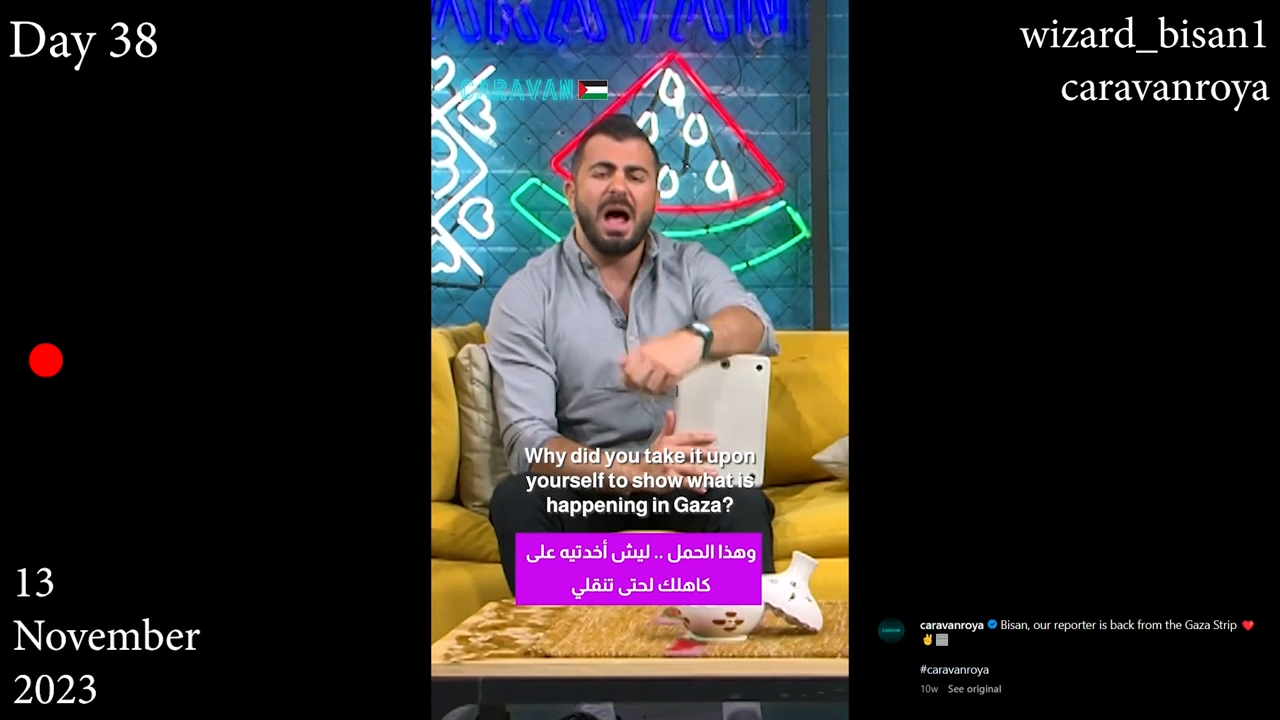 Day 38
wizard_bisan1
caravanroya
CARAVAN
Why did you take it upon
yourself to show what is
happening in Gaza?
وهذا الحمل .. ليش أخدتيه على
كاهلك لحتى تنقلي
13
November
2023
caravanroya Bisan, our reporter is back from the Gaza Strip ❤️
✌️
#caravanroya
10w See original